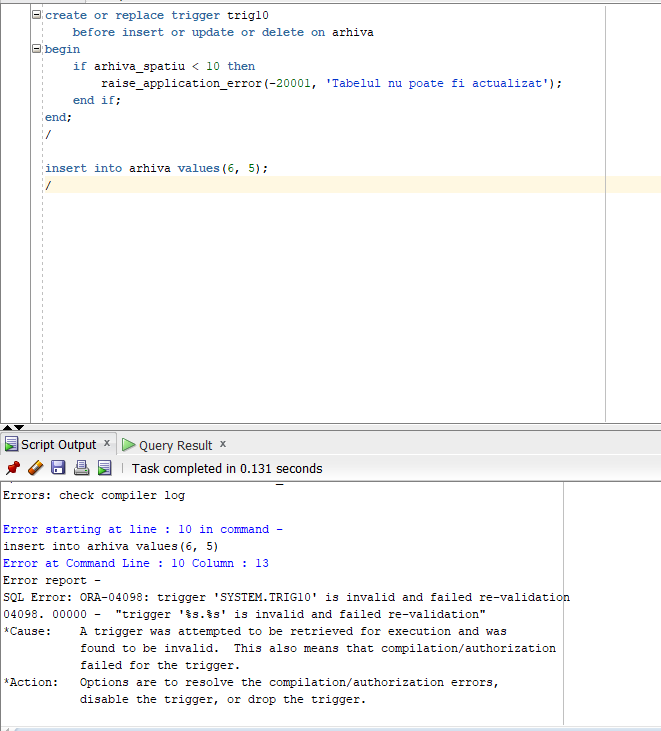 create or replace trigger trig10
before insert or update or delete on arhiva
begin
if arhiva_spatiu < 10 then
raise_application_error(-20001, 'Tabelul nu poate fi actualizat');
end if;
end;
/
insert into arhiva values(6, 5);
/
Script Output x
Query Result x
Task completed in 0.131 seconds
Errors: check compiler log
Error starting at line : 10 in command -
insert into arhiva values(6, 5)
Error at Command Line : 10 Column : 13
Error report -
SQL Error: ORA-04098: trigger 'SYSTEM.TRIG10' is invalid and failed re-validation
04098. 00000 - "trigger '%s.%s' is invalid and failed re-validation"
*Cause: A trigger was attempted to be retrieved for execution and was
found to be invalid. This also means that compilation/authorization
failed for the trigger.
*Action: Options are to resolve the compilation/authorization errors,
disable the trigger, or drop the trigger.